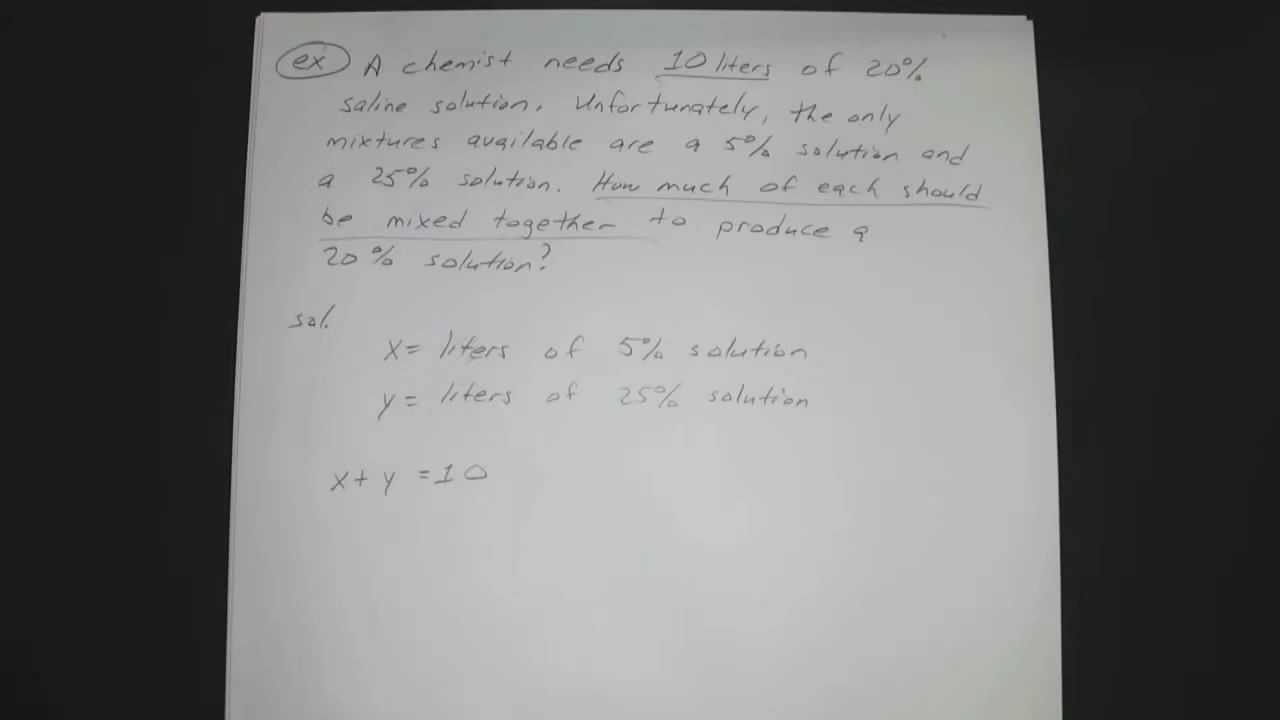 ex A chemist needs 10 liters of 20%
saline solution. Unfortunately, the only
mixtures available are a 5% solution and
a 25% solution. How much of each should
be mixed together to produce a
20% solution?
sol.
x = liters of 5% solution
y = liters of 25% solution
x + y = 10